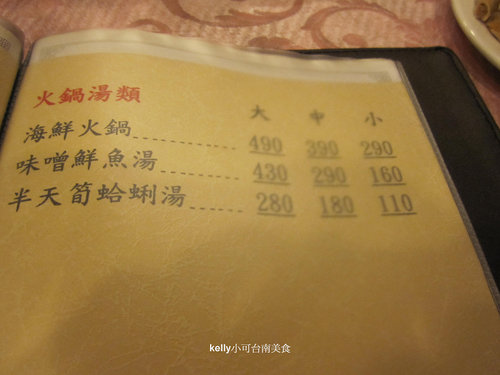 火鍋湯類 大 中 小
海鮮火鍋 490 390 290
味噌鮮魚湯 430 290 160
半天筍蛤蜊湯 280 180 110
kelly小可台南美食